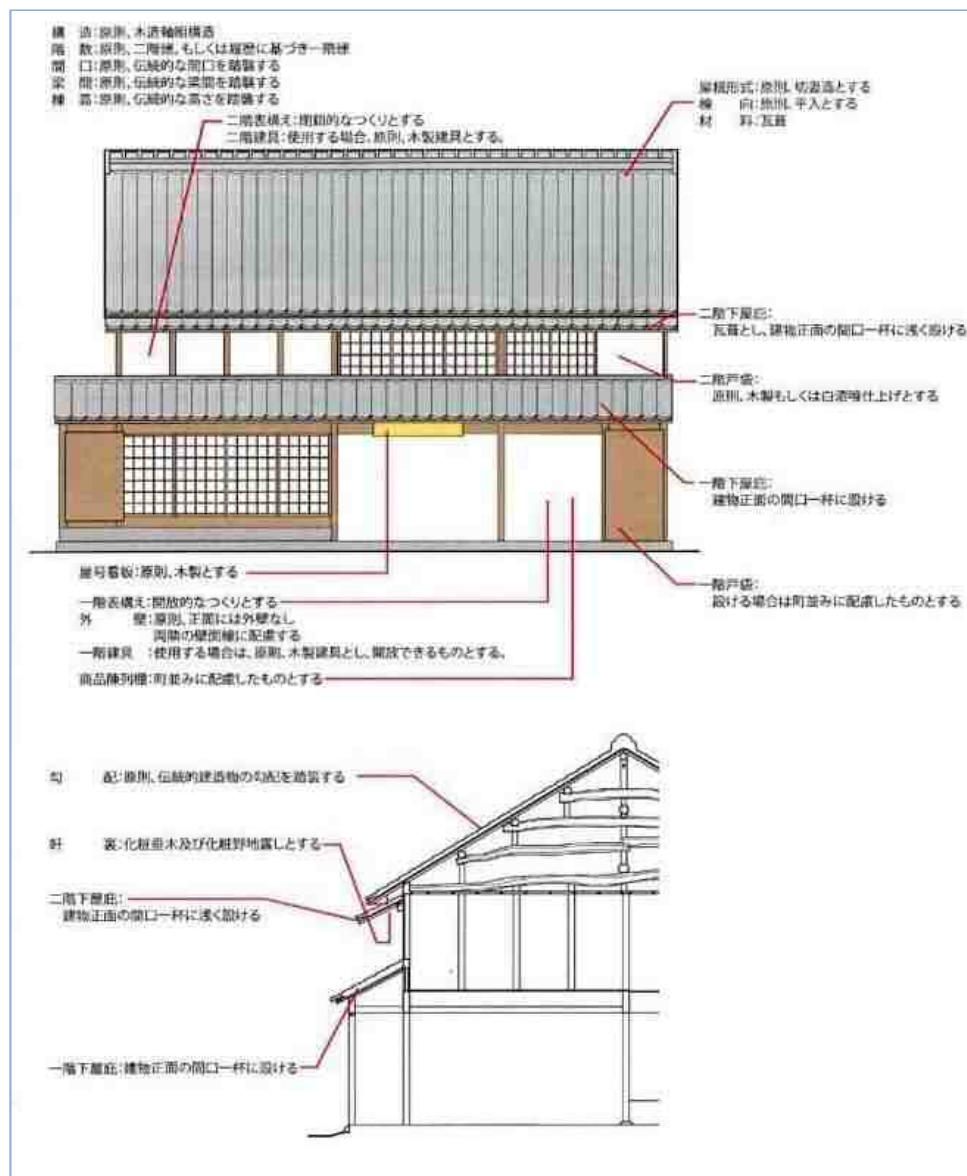 構　造：原則、木造軸組構造
階　数：原則、二階建、もしくは履歴に基づき一階建
間　口：原則、伝統的な間口を踏襲する
梁　間：原則、伝統的な梁間を踏襲する
棟　高：原則、伝統的な高さを踏襲する
屋根形式：原則、切妻造とする
棟　向：原則、平入とする
材　料：瓦葺
二階表構え：閉鎖的なつくりとする
二階建具：使用する場合、原則、木製建具とする。
二階下屋庇：
瓦葺とし、建物正面の間口一杯に浅く設ける
二階戸袋：
原則、木製もしくは白漆喰仕上げとする
一階下屋庇：
建物正面の間口一杯に設ける
一階戸袋：
設ける場合は町並みに配慮したものとする
屋号看板：原則、木製とする
一階表構え：開放的なつくりとする
外　壁：原則、正面には外壁なし
両隣の壁面線に配慮する
一階建具　：使用する場合は、原則、木製建具とし、開放できるものとする。
商品陳列棚：町並みに配慮したものとする
勾　配：原則、伝統的建造物の勾配を踏襲する
軒　裏：化粧垂木及び化粧野地露しとする
二階下屋庇：
建物正面の間口一杯に浅く設ける
一階下屋庇：建物正面の間口一杯に設ける